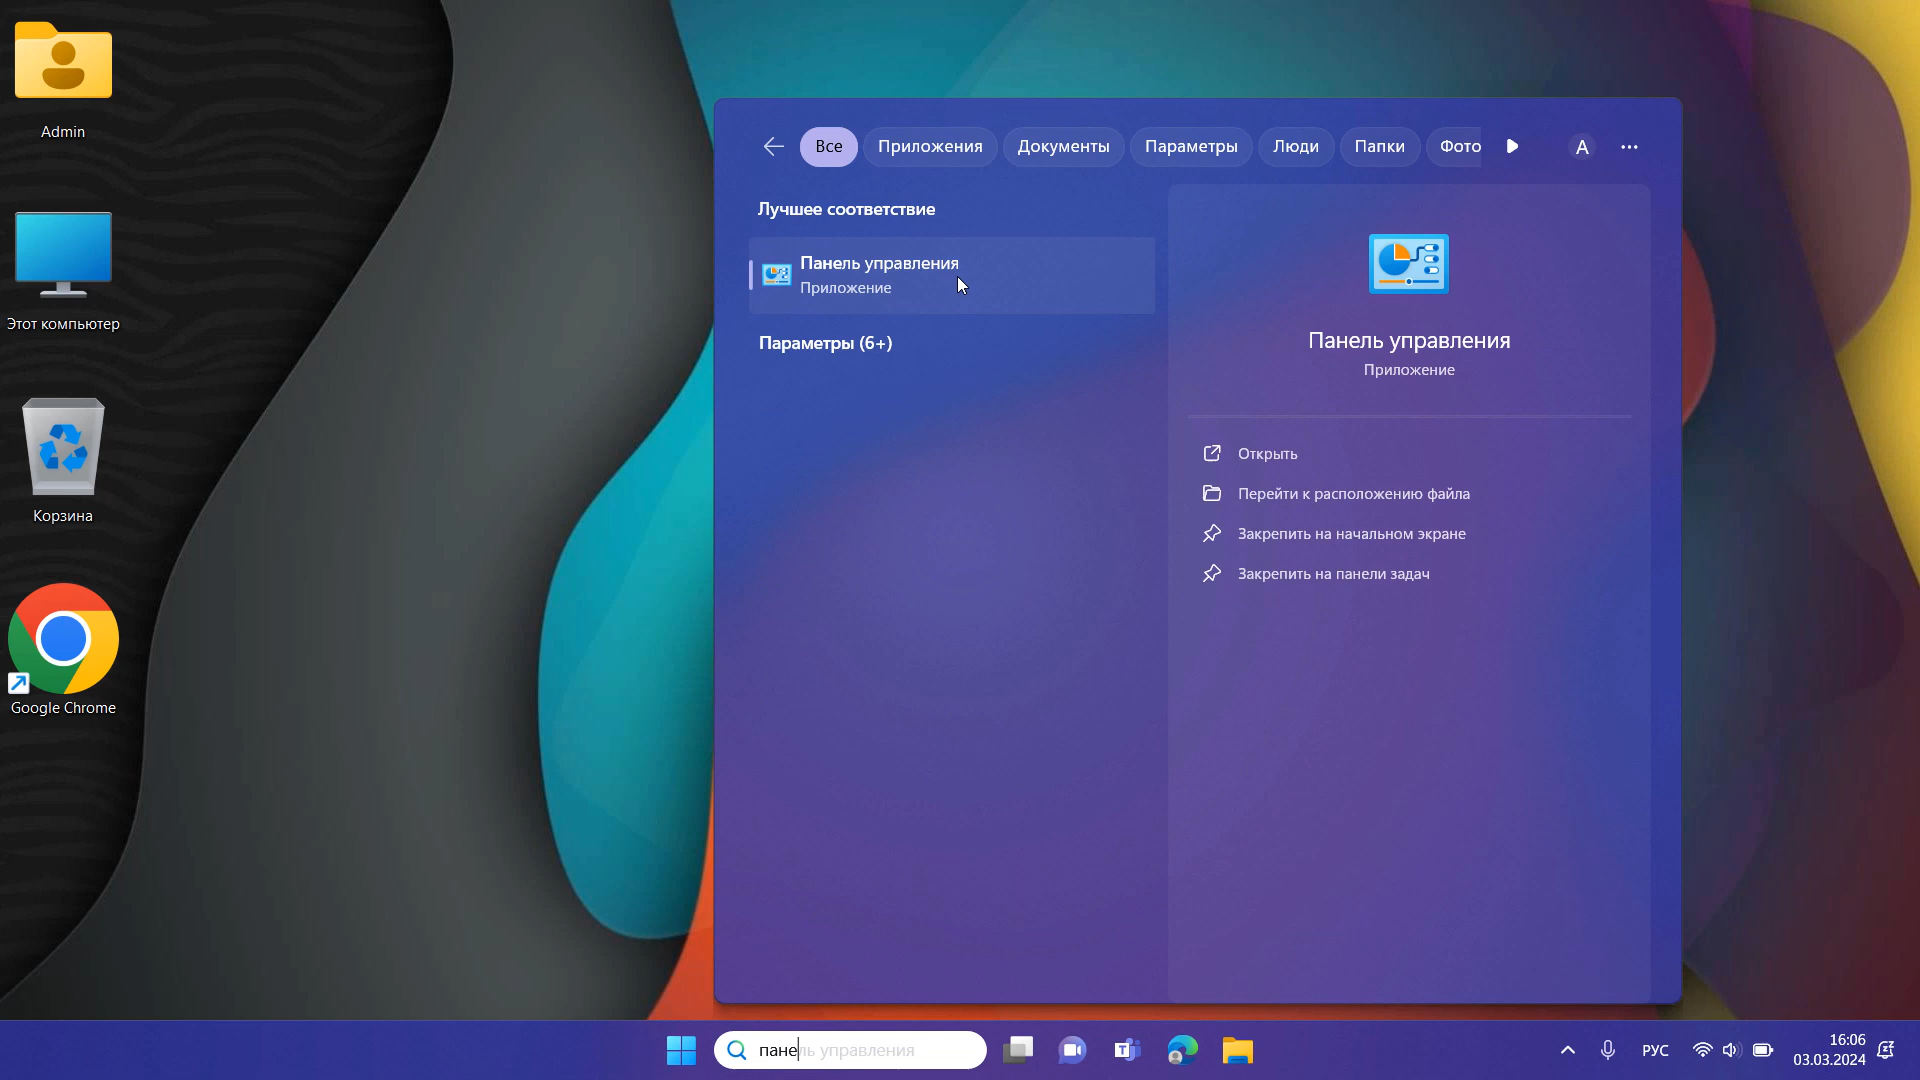 Admin
Этот компьютер
Корзина
Google Chrome
Все Приложения Документы Параметры Люди Папки Фото A
Лучшее соответствие
Панель управления
Приложение
Параметры (6+)
Панель управления
Приложение
Открыть
Перейти к расположению файла
Закрепить на начальном экране
Закрепить на панели задач
панель управления
РУС
16:06
03.03.2024